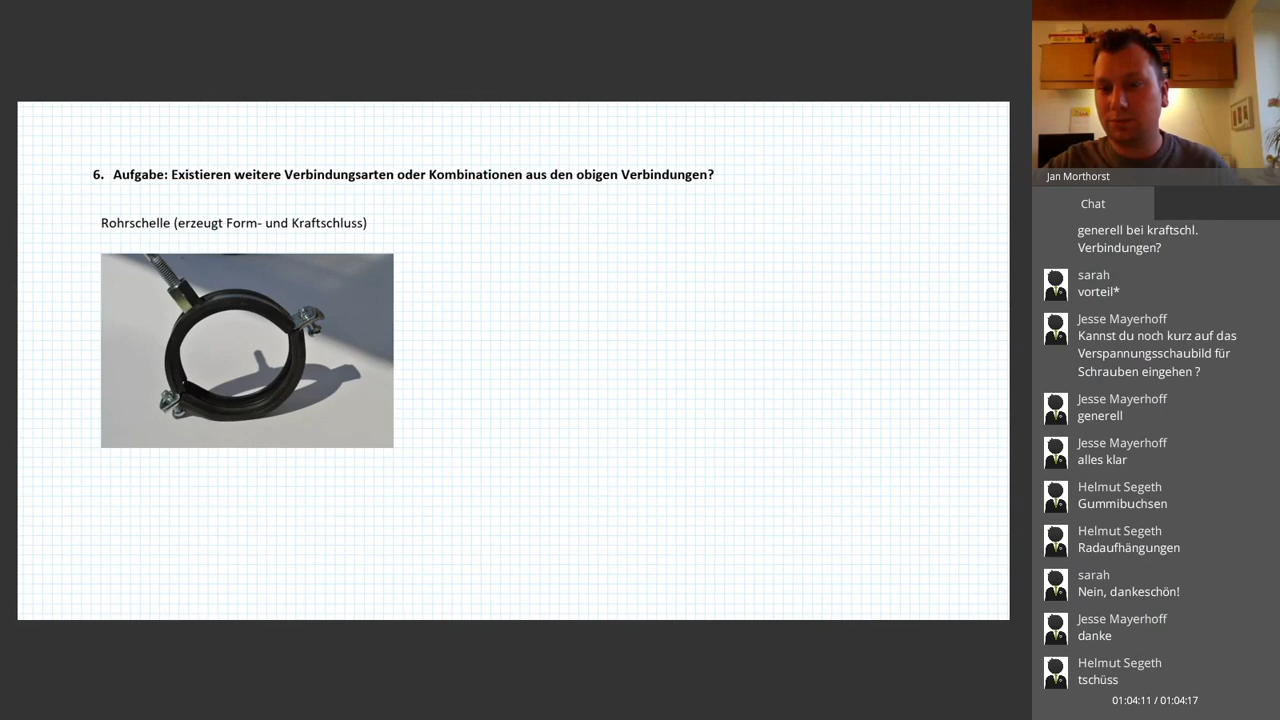 6. Aufgabe: Existieren weitere Verbindungsarten oder Kombinationen aus den obigen Verbindungen?
Rohrschelle (erzeugt Form- und Kraftschluss)
Jan Morthorst
Chat
generell bei kraftschl.
Verbindungen?
sarah
vorteil*
Jesse Mayerhoff
Kannst du noch kurz auf das
Verspannungsschaubild für
Schrauben eingehen ?
Jesse Mayerhoff
generell
Jesse Mayerhoff
alles klar
Helmut Segeth
Gummibuchsen
Helmut Segeth
Radaufhängungen
sarah
Nein, dankeschön!
Jesse Mayerhoff
danke
Helmut Segeth
tschüss
01:04:11 / 01:04:17